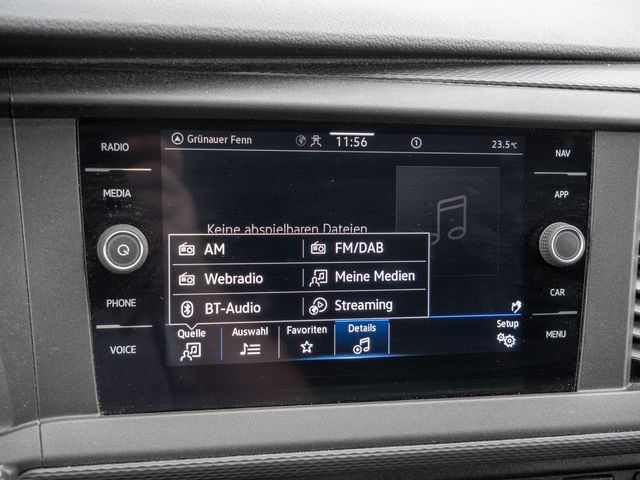 RADIO
MEDIA
PHONE
VOICE
Grünauer Fenn 11:56 1 23.5°C
Keine abspielbaren Dateien
AM FM/DAB
Webradio Meine Medien
BT-Audio Streaming
Quelle Auswahl Favoriten Details Setup
NAV
APP
CAR
MENU